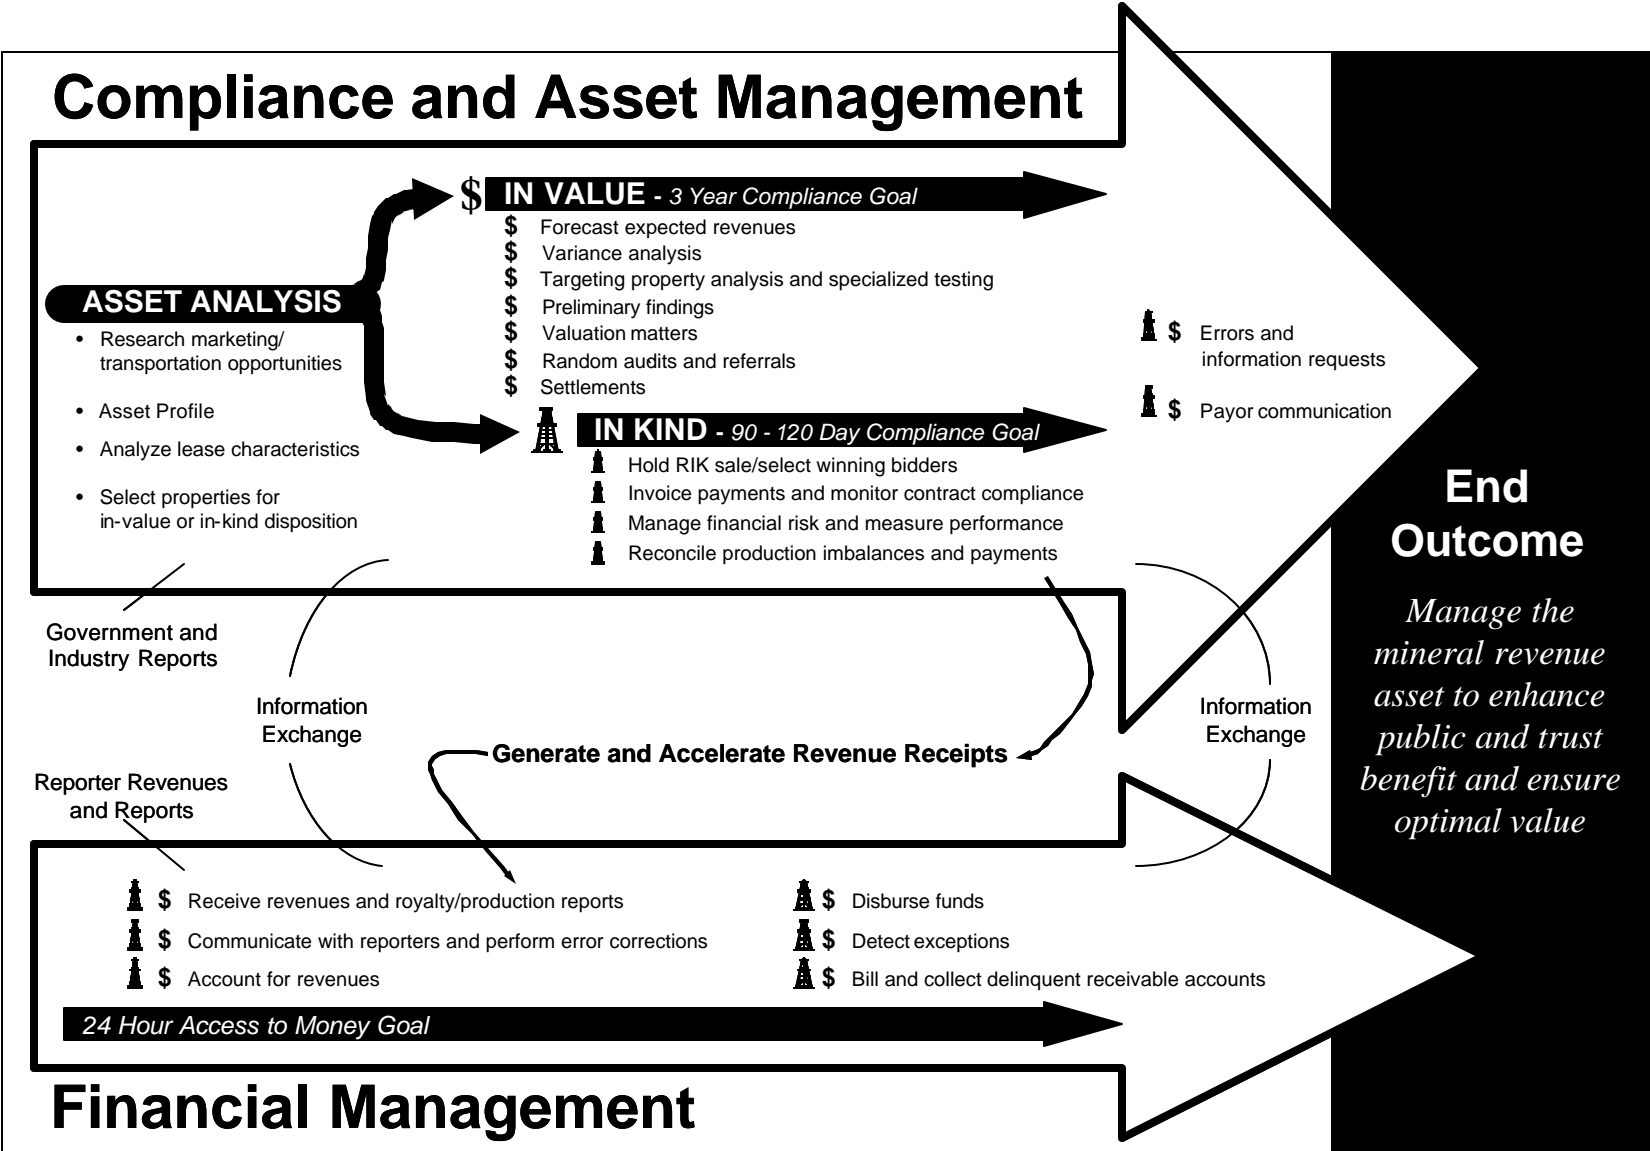 Compliance and Asset Management
$ IN VALUE - 3 Year Compliance Goal
$ Forecast expected revenues
$ Variance analysis
$ Targeting property analysis and specialized testing
$ Preliminary findings
$ Valuation matters
$ Random audits and referrals
$ Settlements
ASSET ANALYSIS
• Research marketing/
transportation opportunities
• Asset Profile
• Analyze lease characteristics
• Select properties for
in-value or in-kind disposition
IN KIND - 90 - 120 Day Compliance Goal
Hold RIK sale/select winning bidders
Invoice payments and monitor contract compliance
Manage financial risk and measure performance
Reconcile production imbalances and payments
$ Errors and
information requests
$ Payor communication
Government and
Industry Reports
Information
Exchange
Generate and Accelerate Revenue Receipts
Information
Exchange
Reporter Revenues
and Reports
$ Receive revenues and royalty/production reports
$ Communicate with reporters and perform error corrections
$ Account for revenues
$ Disburse funds
$ Detect exceptions
$ Bill and collect delinquent receivable accounts
24 Hour Access to Money Goal
Financial Management
End
Outcome
Manage the
mineral revenue
asset to enhance
public and trust
benefit and ensure
optimal value